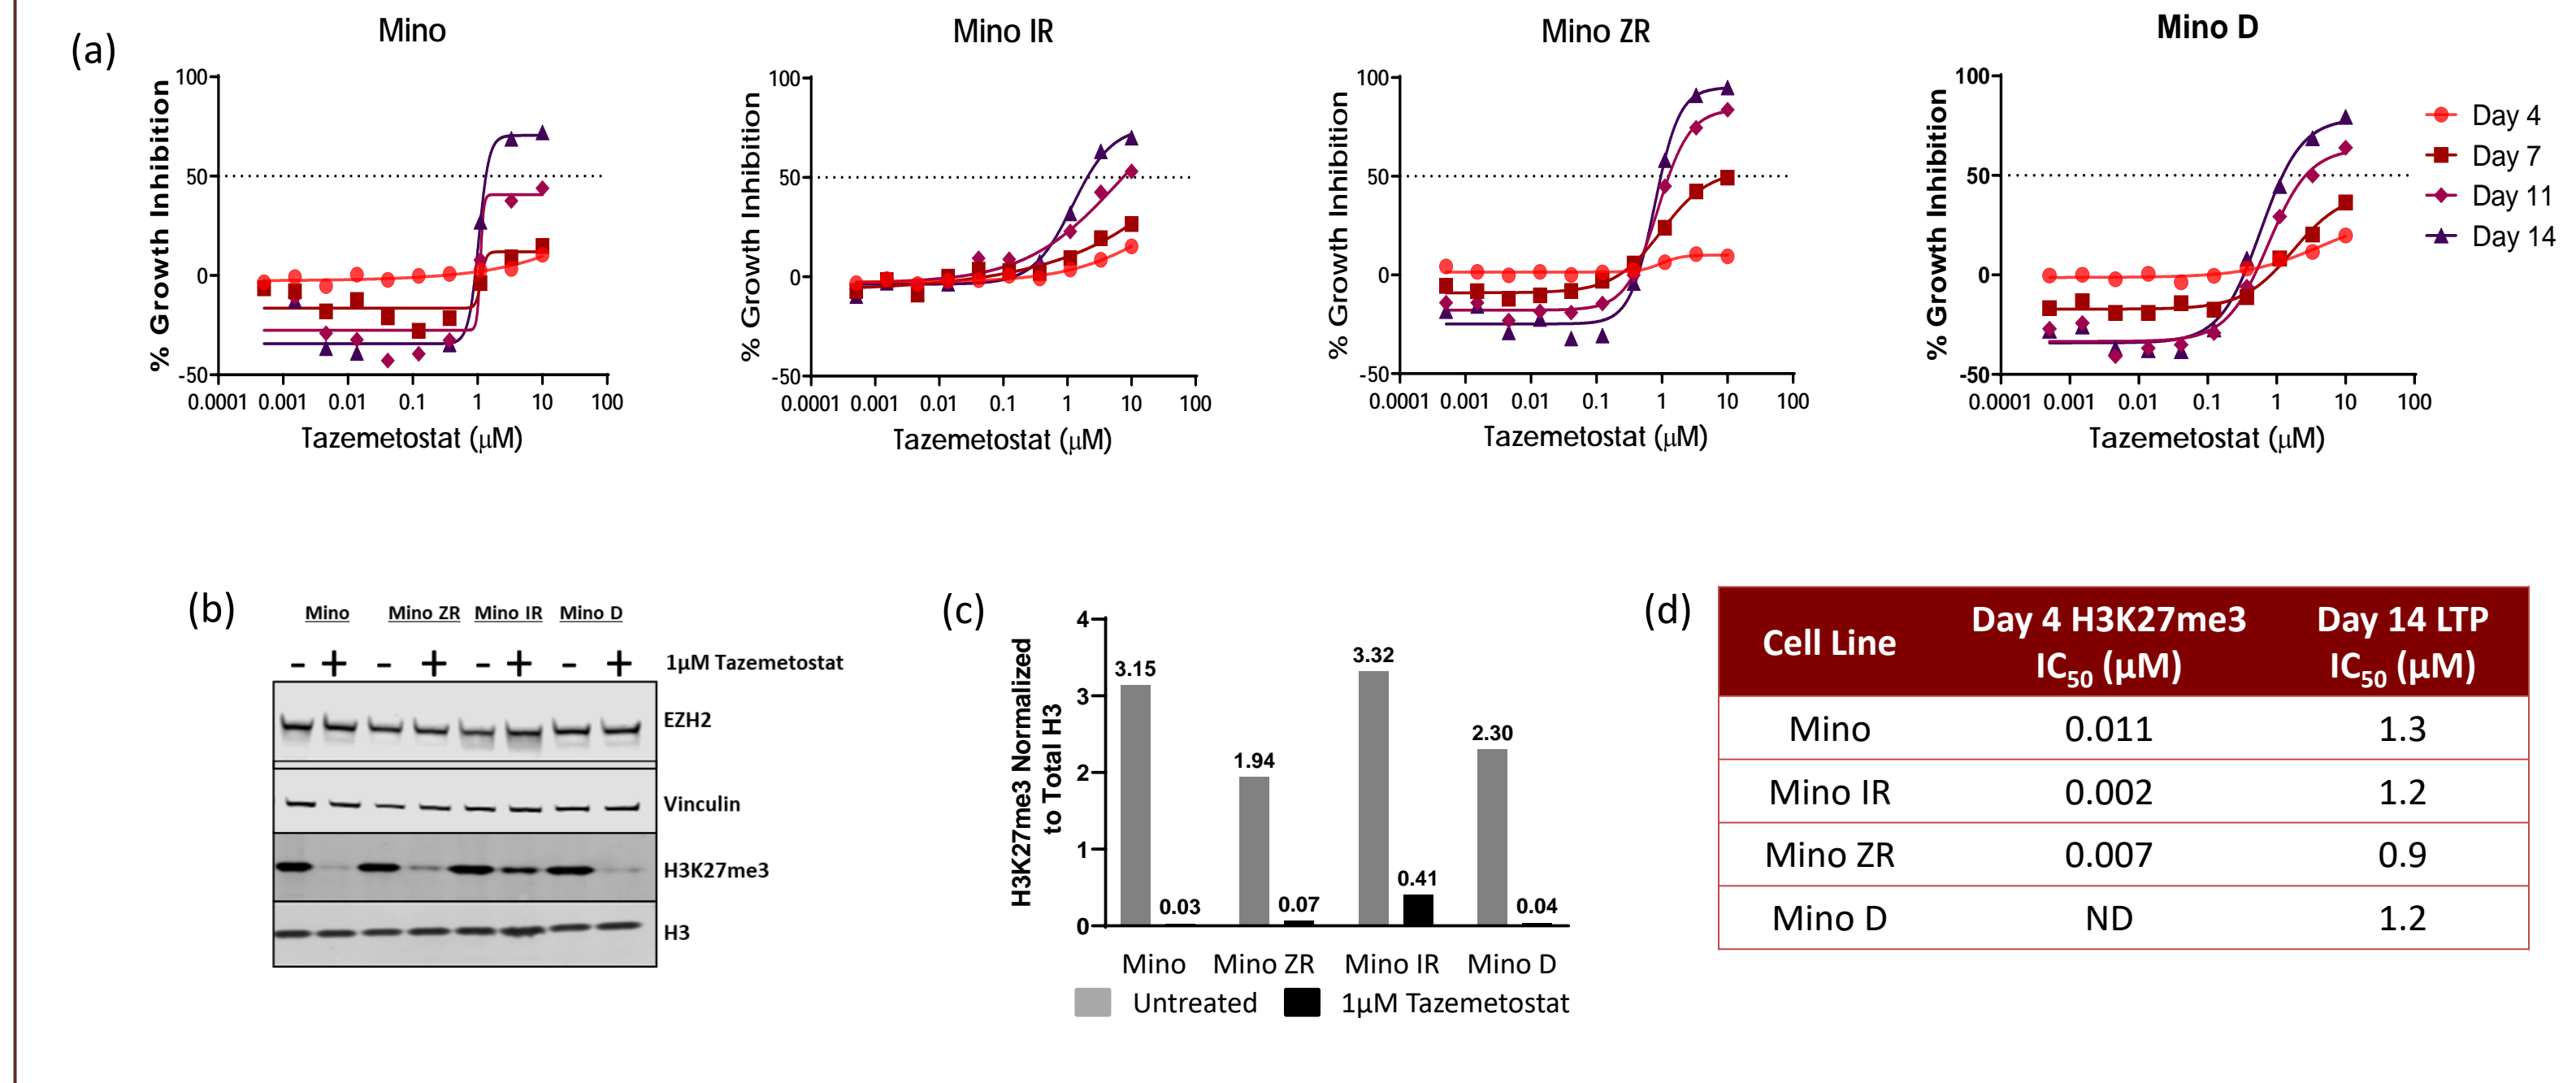 (a)
Mino
% Growth Inhibition
100
50
0
-50
0.0001 0.001 0.01 0.1 1 10 100
Tazemetostat (μM)
Mino IR
% Growth Inhibition
100
50
0
-50
0.0001 0.001 0.01 0.1 1 10 100
Tazemetostat (μM)
Mino ZR
% Growth Inhibition
100
50
0
-50
0.0001 0.001 0.01 0.1 1 10 100
Tazemetostat (μM)
Mino D
% Growth Inhibition
100
50
0
-50
0.0001 0.001 0.01 0.1 1 10 100
Tazemetostat (μM)
Day 4
Day 7
Day 11
Day 14
(b)
Mino Mino ZR Mino IR Mino D
- + - + - + - + 1μM Tazemetostat
EZH2
Vinculin
H3K27me3
H3
(c)
H3K27me3 Normalized
to Total H3
4
3
2
1
0
3.15
0.03
1.94
0.07
3.32
0.41
2.30
0.04
Mino Mino ZR Mino IR Mino D
Untreated 1μM Tazemetostat
(d)
Cell Line Day 4 H3K27me3 IC50 (μM) Day 14 LTP IC50 (μM)
Mino 0.011 1.3
Mino IR 0.002 1.2
Mino ZR 0.007 0.9
Mino D ND 1.2